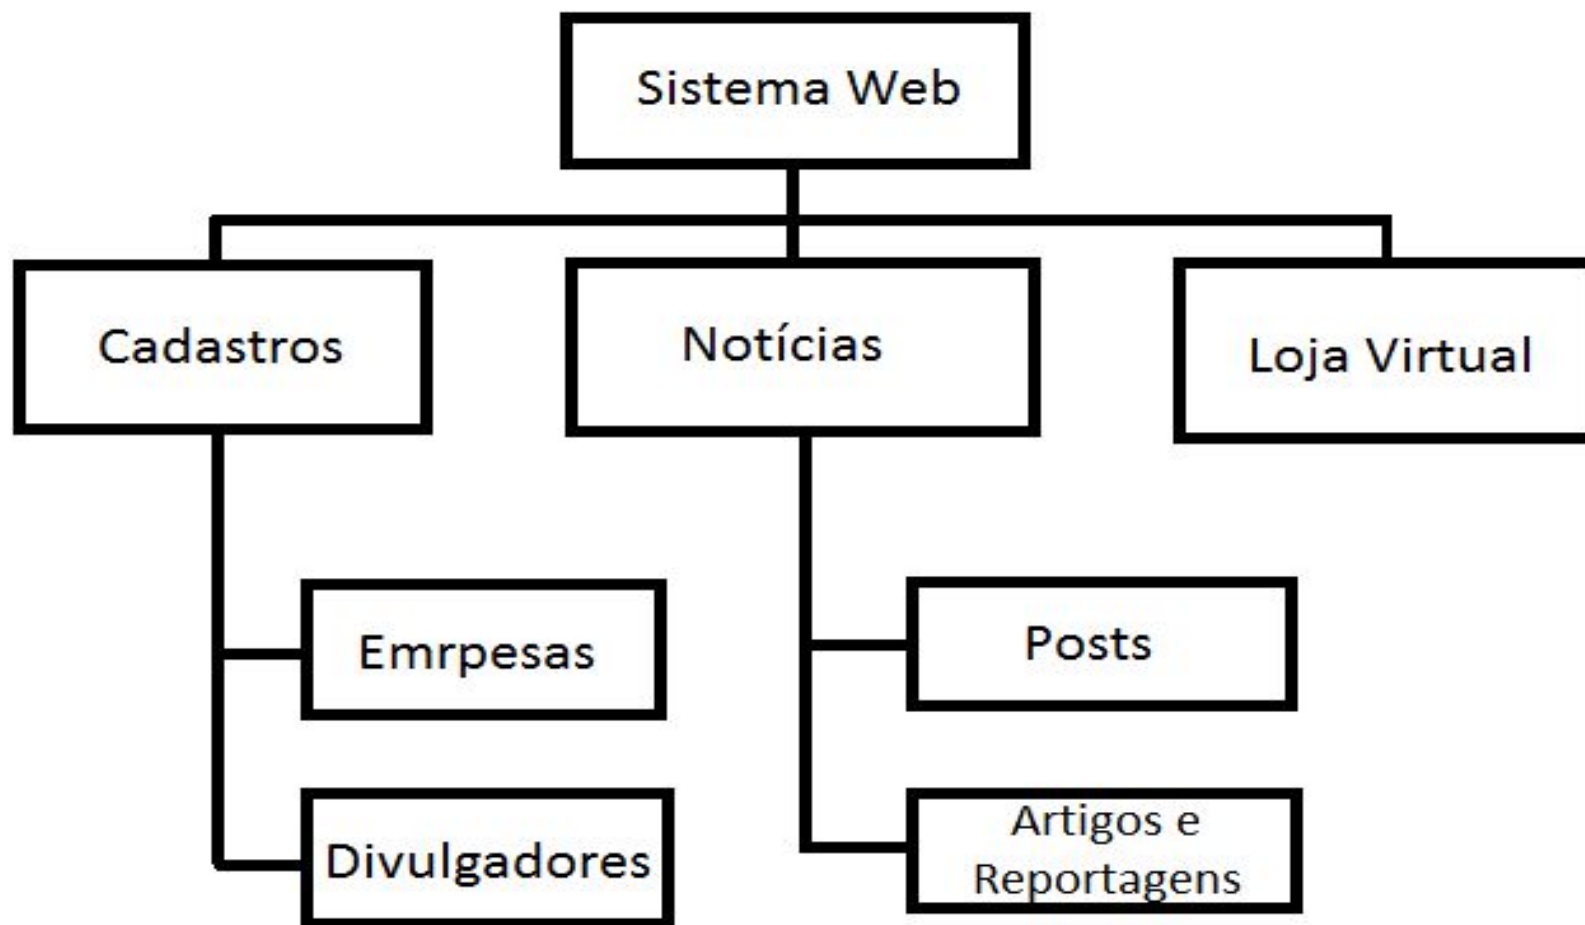 Sistema Web
Cadastros
Notícias
Loja Virtual
Emrpesas
Posts
Divulgadores
Artigos e
Reportagens